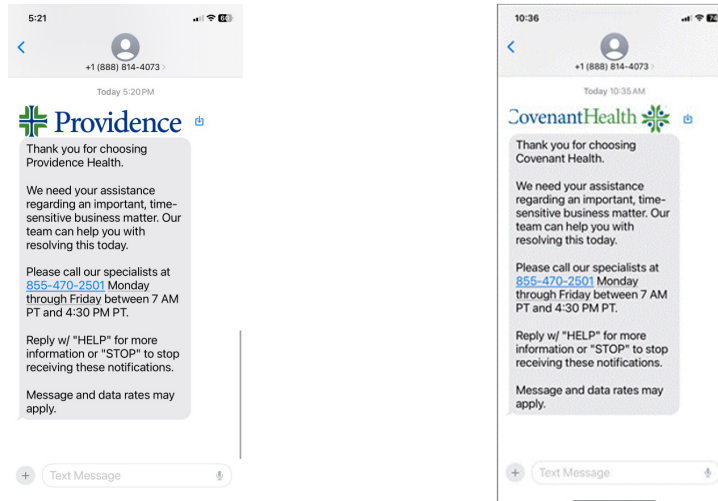 5:21
64
+1 (888) 814-4073
Today 5:20 PM
Providence
Thank you for choosing
Providence Health.
We need your assistance
regarding an important, time-
sensitive business matter. Our
team can help you with
resolving this today.
Please call our specialists at
855-470-2501 Monday
through Friday between 7 AM
PT and 4:30 PM PT.
Reply w/ "HELP" for more
information or "STOP" to stop
receiving these notifications.
Message and data rates may
apply.
Text Message
10:36
74
+1 (888) 814-4073
Today 10:35 AM
CovenantHealth
Thank you for choosing
Covenant Health.
We need your assistance
regarding an important, time-
sensitive business matter. Our
team can help you with
resolving this today.
Please call our specialists at
855-470-2501 Monday
through Friday between 7 AM
PT and 4:30 PM PT.
Reply w/ "HELP" for more
information or "STOP" to stop
receiving these notifications.
Message and data rates may
apply.
Text Message